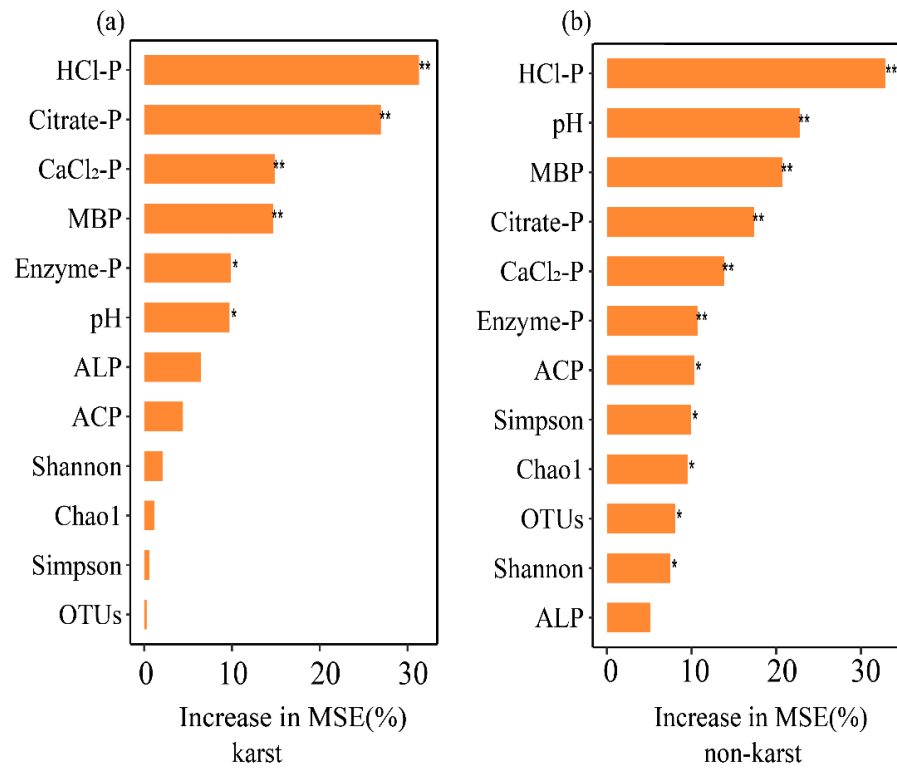 (a)
HCl-P **
Citrate-P **
CaCl₂-P **
MBP **
Enzyme-P *
pH *
ALP
ACP
Shannon
Chao1
Simpson
OTUs
0 10 20 30
Increase in MSE(%)
karst
(b)
HCl-P **
pH **
MBP **
Citrate-P **
CaCl₂-P **
Enzyme-P **
ACP *
Simpson *
Chao1 *
OTUs *
Shannon *
ALP
0 10 20 30
Increase in MSE(%)
non-karst